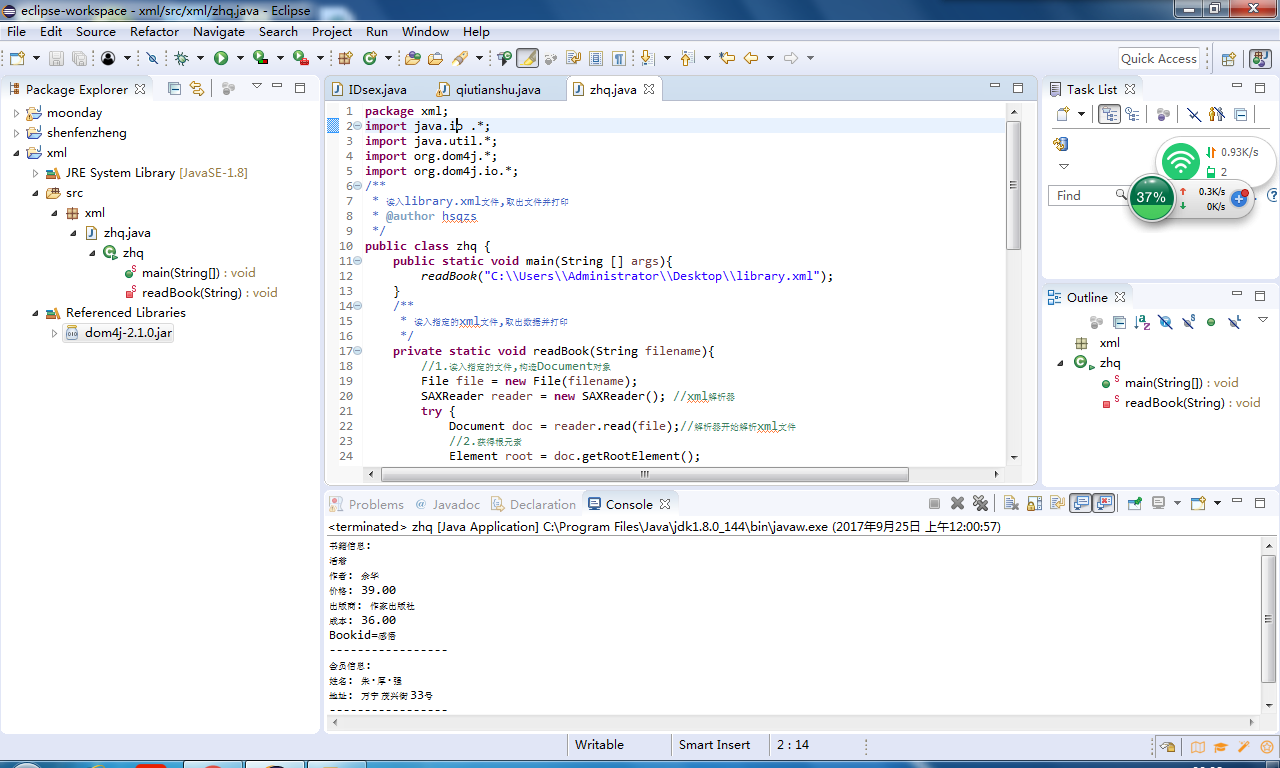 eclipse-workspace - xml/src/xml/zhq.java - Eclipse
File Edit Source Refactor Navigate Search Project Run Window Help
Quick Access
Package Explorer
moonday
shenfenzheng
xml
JRE System Library [JavaSE-1.8]
src
xml
zhq.java
zhq
main(String[]) : void
readBook(String) : void
Referenced Libraries
dom4j-2.1.0.jar
IDsex.java qiutianshu.java zhq.java
1 package xml;
2 import java.io .*;
3 import java.util.*;
4 import org.dom4j.*;
5 import org.dom4j.io.*;
6 /**
7 * 读入library.xml文件,取出文件并打印
8 * @author hsqzs
9 */
10 public class zhq {
11 public static void main(String [] args){
12 readBook("C:\\Users\\Administrator\\Desktop\\library.xml");
13 }
14 /**
15 * 读入指定的xml文件,取出数据并打印
16 */
17 private static void readBook(String filename){
18 //1.读入指定的文件,构造Document对象
19 File file = new File(filename);
20 SAXReader reader = new SAXReader(); //xml解析器
21 try {
22 Document doc = reader.read(file);//解析器开始解析xml文件
23 //2.获得根元素
24 Element root = doc.getRootElement();
Task List
0.93K/s
2
Find
37%
0.3K/s
0K/s
Outline
xml
zhq
main(String[]) : void
readBook(String) : void
Problems @ Javadoc Declaration Console
<terminated> zhq [Java Application] C:\Program Files\Java\jdk1.8.0_144\bin\javaw.exe (2017年9月25日 上午12:00:57)
书籍信息:
活着
作者: 余华
价格: 39.00
出版商: 作家出版社
成本: 36.00
Bookid=感悟
-----------------
会员信息:
姓名: 朱·厚·强
地址: 万宁茂兴街33号
-----------------
Writable Smart Insert 2 : 14